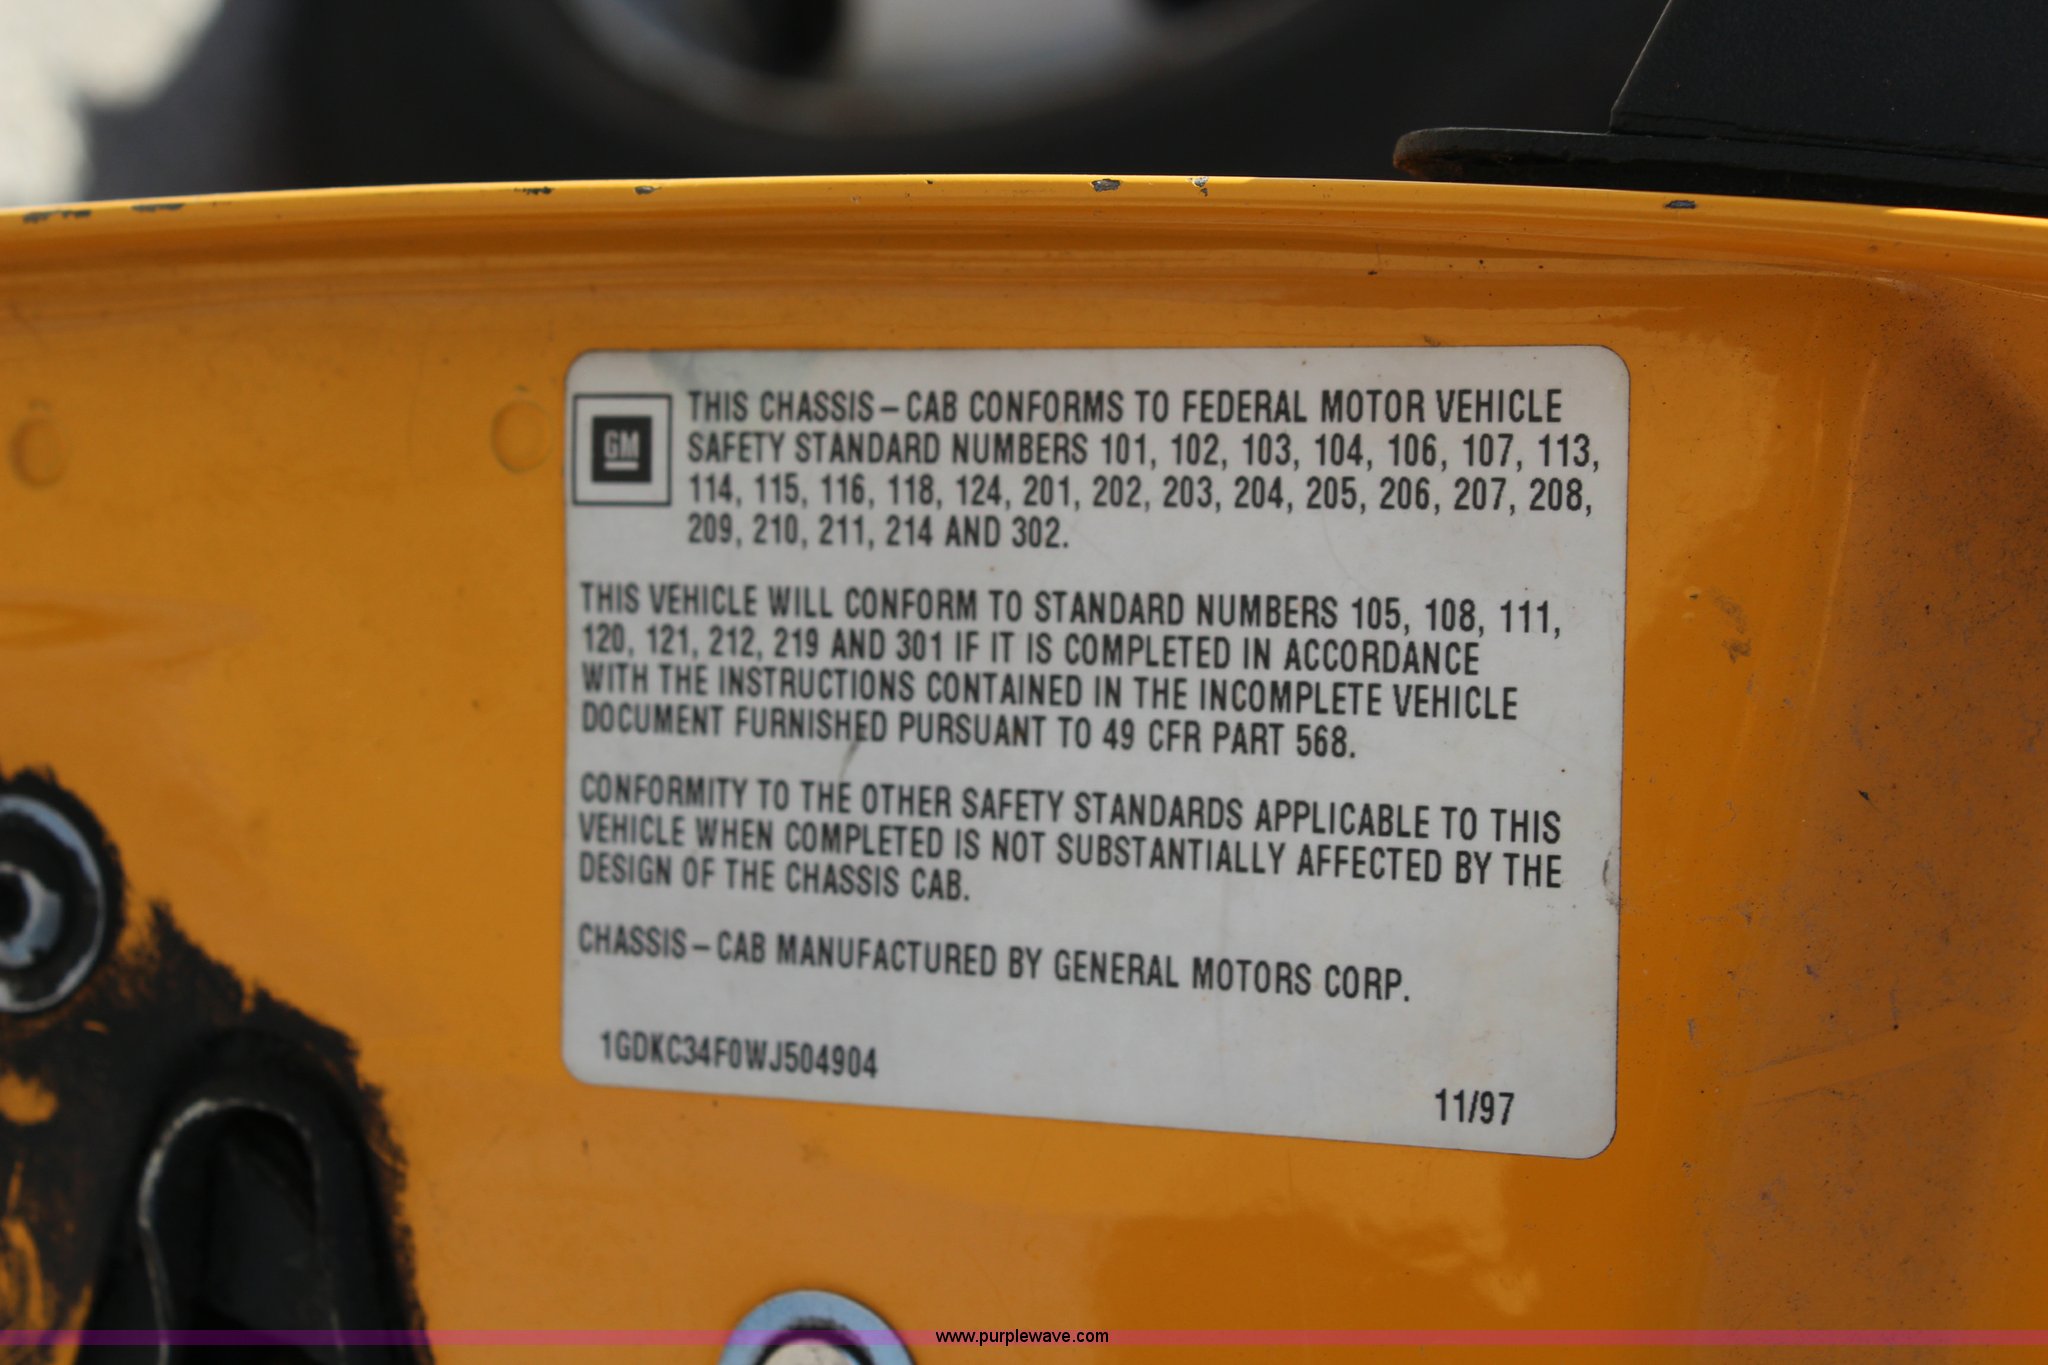 GM
THIS CHASSIS – CAB CONFORMS TO FEDERAL MOTOR VEHICLE
SAFETY STANDARD NUMBERS 101, 102, 103, 104, 106, 107, 113,
114, 115, 116, 118, 124, 201, 202, 203, 204, 205, 206, 207, 208,
209, 210, 211, 214 AND 302.
THIS VEHICLE WILL CONFORM TO STANDARD NUMBERS 105, 108, 111,
120, 121, 212, 219 AND 301 IF IT IS COMPLETED IN ACCORDANCE
WITH THE INSTRUCTIONS CONTAINED IN THE INCOMPLETE VEHICLE
DOCUMENT FURNISHED PURSUANT TO 49 CFR PART 568.
CONFORMITY TO THE OTHER SAFETY STANDARDS APPLICABLE TO THIS
VEHICLE WHEN COMPLETED IS NOT SUBSTANTIALLY AFFECTED BY THE
DESIGN OF THE CHASSIS CAB.
CHASSIS – CAB MANUFACTURED BY GENERAL MOTORS CORP.
1GDKC34F0WJ504904
11/97
www.purplewave.com